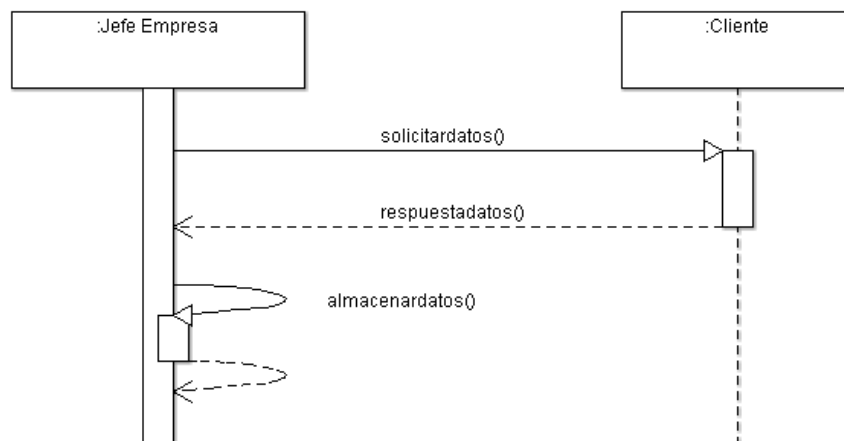 :Jefe Empresa
:Cliente
solicitardatos()
respuestadatos()
almacenardatos()